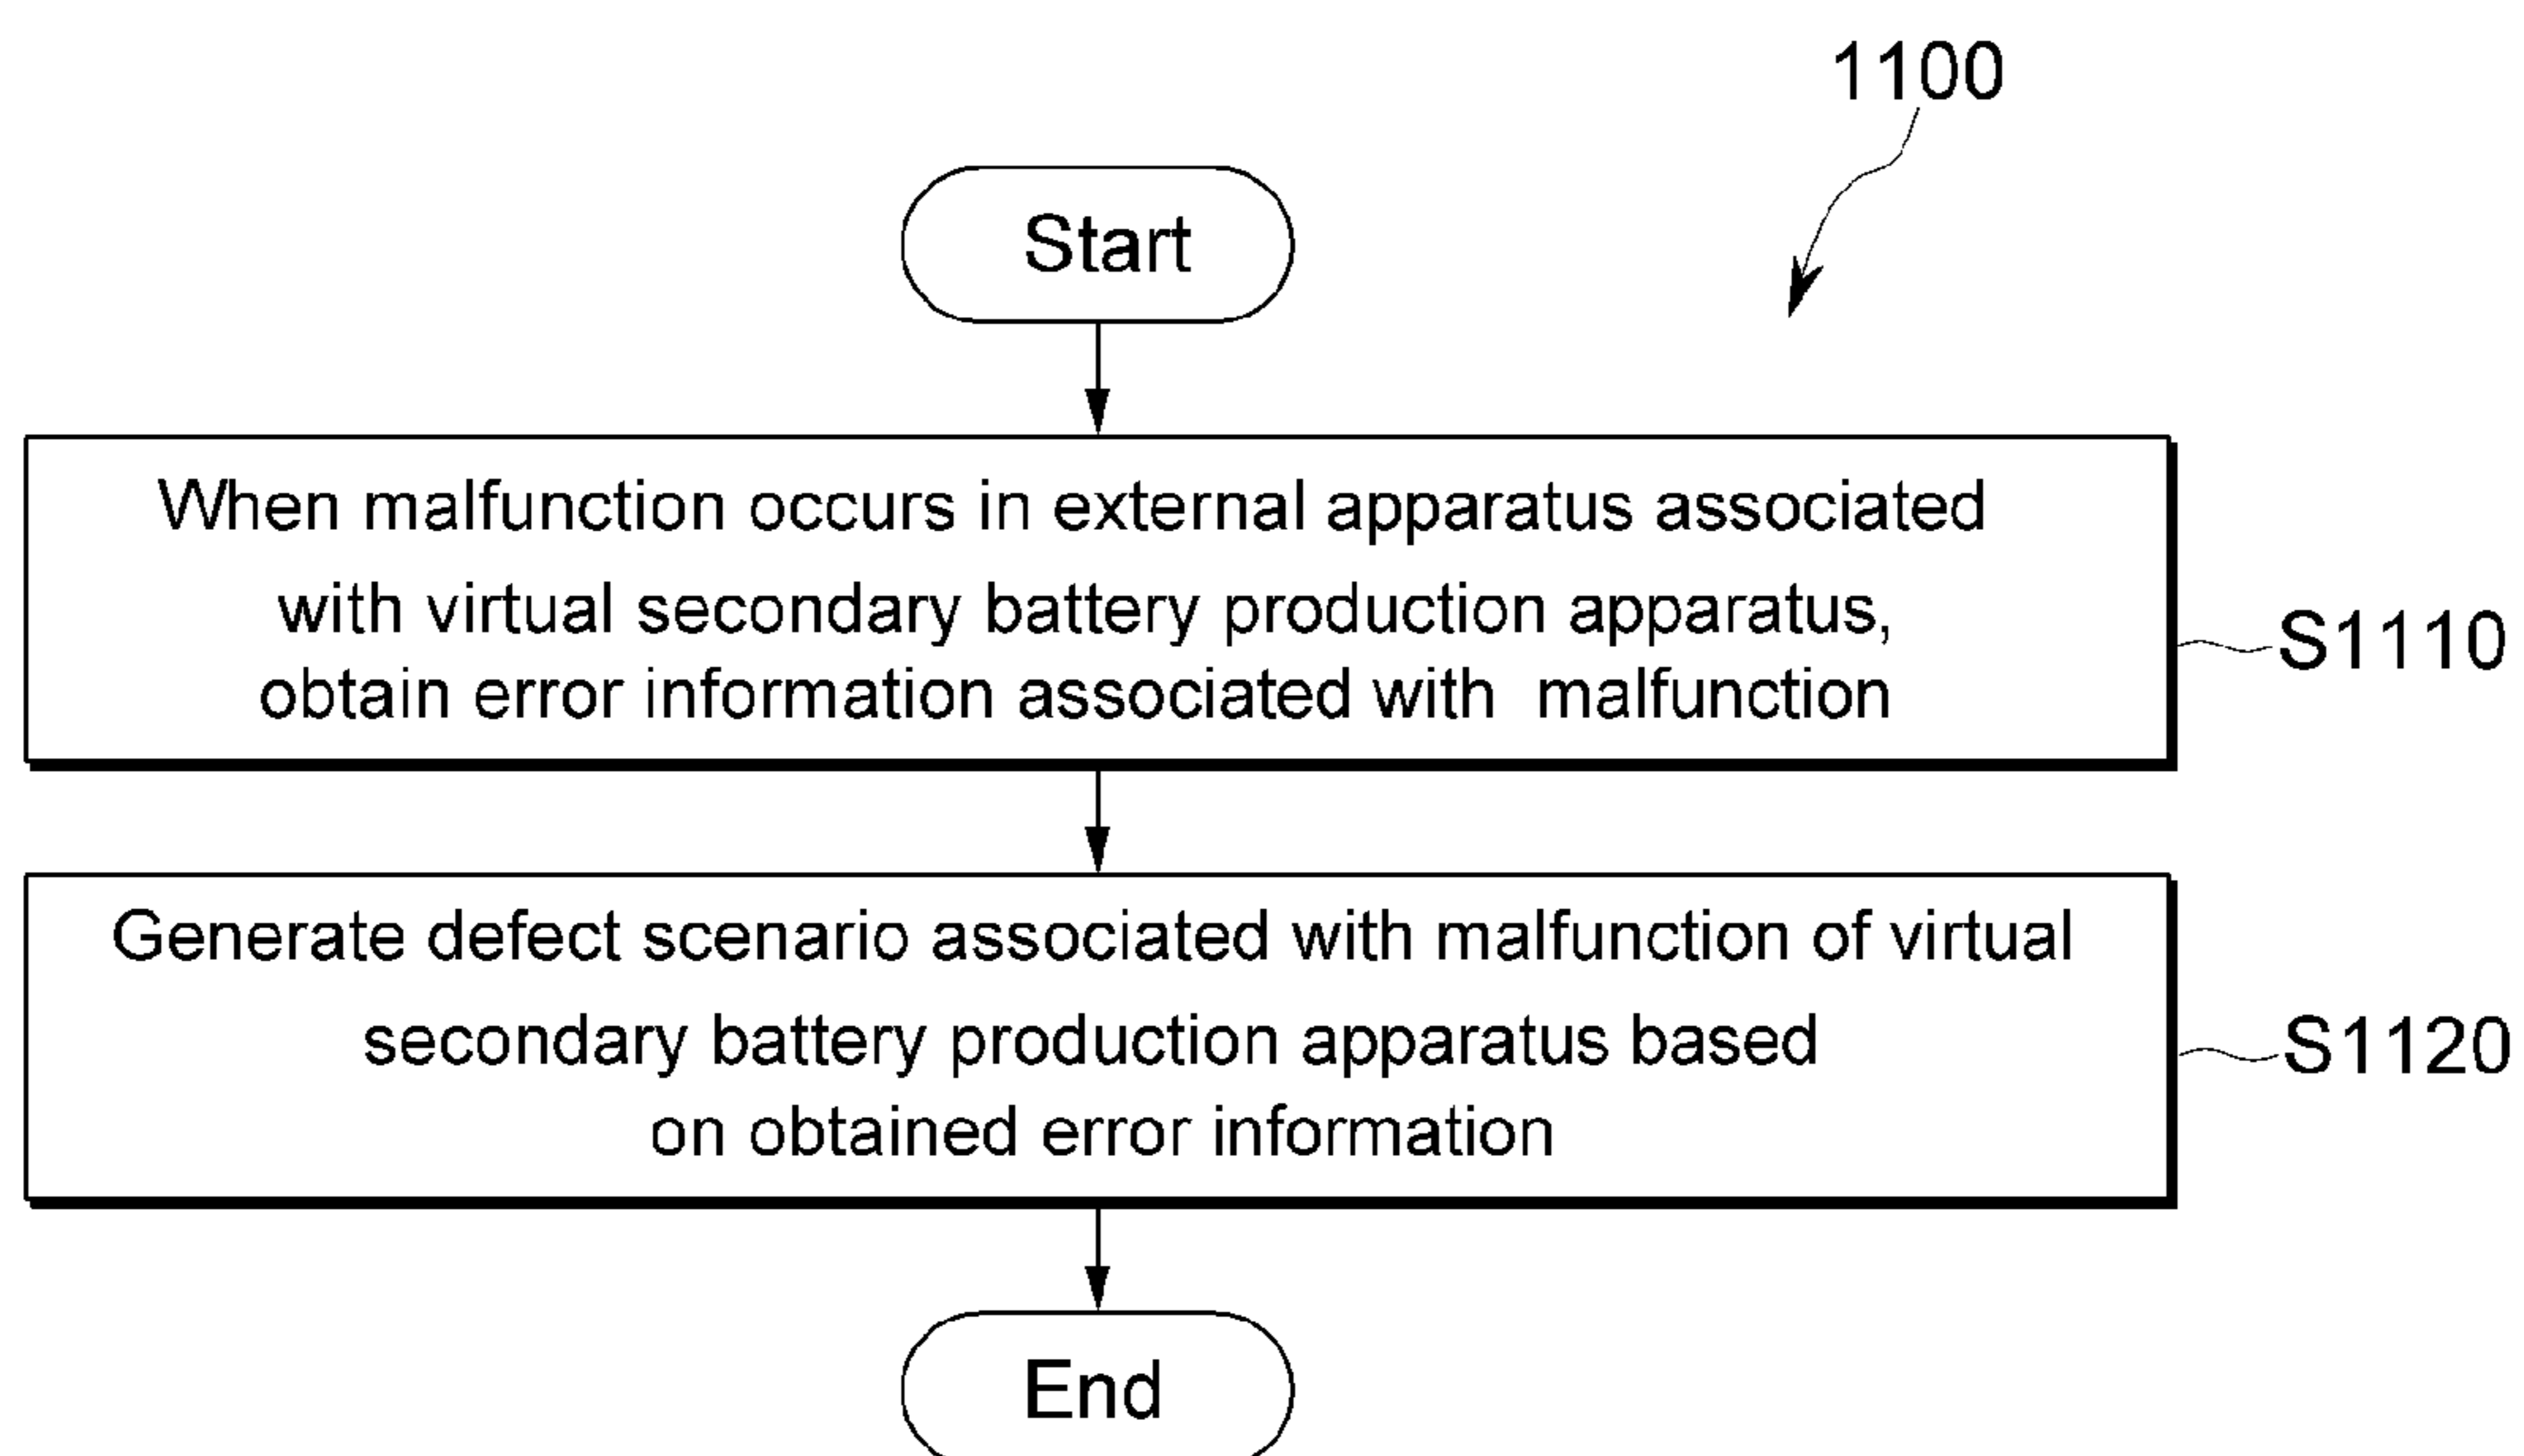 1100
Start
When malfunction occurs in external apparatus associated
with virtual secondary battery production apparatus,
obtain error information associated with malfunction
S1110
Generate defect scenario associated with malfunction of virtual
secondary battery production apparatus based
on obtained error information
S1120
End